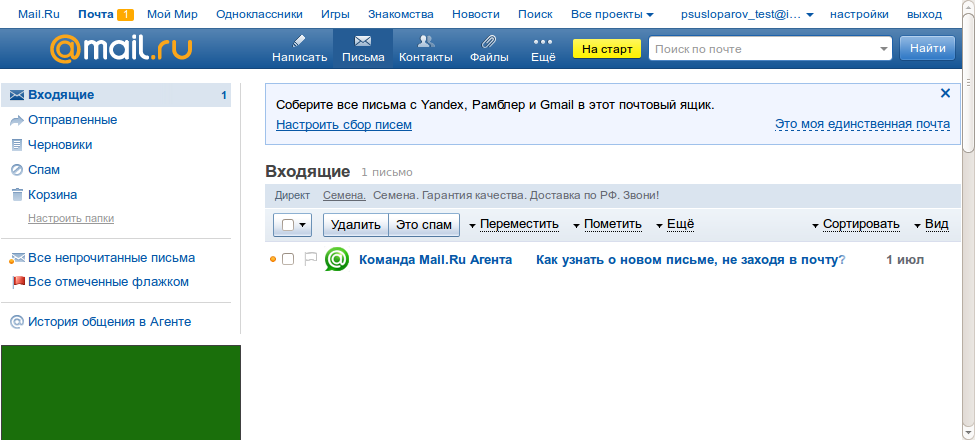 Mail.Ru Почта 1 Мой Мир Одноклассники Игры Знакомства Новости Поиск Все проекты psusloparov_test@i... настройки выход
@mail.ru Написать Письма Контакты Файлы Ещё На старт Поиск по почте Найти
Входящие 1
Отправленные
Черновики
Спам
Корзина
Настроить папки
Все непрочитанные письма
Все отмеченные флажком
История общения в Агенте
Соберите все письма с Yandex, Рамблер и Gmail в этот почтовый ящик.
Настроить сбор писем Это моя единственная почта
Входящие 1 письмо
Директ Семена. Семена. Гарантия качества. Доставка по РФ. Звони!
Удалить Это спам Переместить Пометить Ещё Сортировать Вид
Команда Mail.Ru Агента Как узнать о новом письме, не заходя в почту? 1 июл